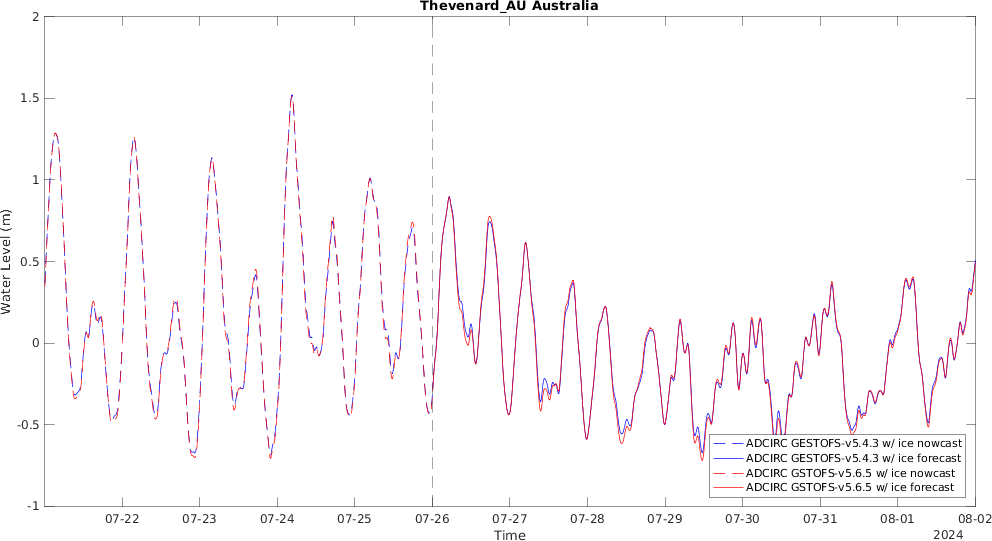 Thevenard_AU Australia
2
1.5
1
0.5
0
-0.5
-1
Water Level (m)
07-22
07-23
07-24
07-25
07-26
07-27
07-28
07-29
07-30
07-31
08-01
08-02
Time
2024
ADCIRC GESTOFS-v5.4.3 w/ ice nowcast
ADCIRC GESTOFS-v5.4.3 w/ ice forecast
ADCIRC GSTOFS-v5.6.5 w/ ice nowcast
ADCIRC GSTOFS-v5.6.5 w/ ice forecast